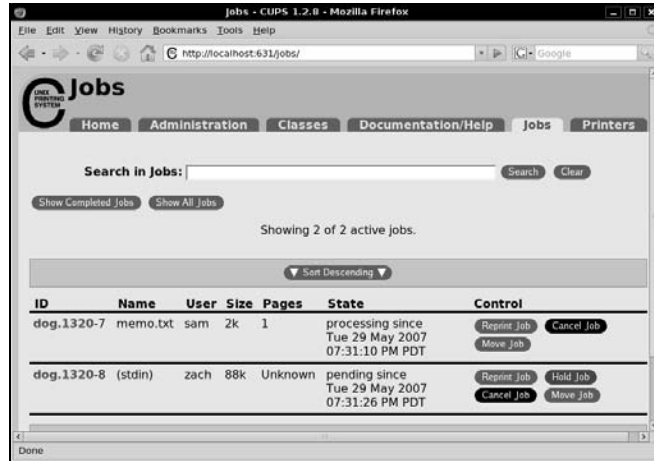 Jobs - CUPS 1.2.8 - Mozilla Firefox
File Edit View History Bookmarks Tools Help
http://localhost:631/jobs/ Google
UNIX PRINTING SYSTEM
Jobs
Home Administration Classes Documentation/Help Jobs Printers
Search in Jobs: Search Clear
Show Completed Jobs Show All Jobs
Showing 2 of 2 active jobs.
▼ Sort Descending ▼
ID Name User Size Pages State Control
dog.1320-7 memo.txt sam 2k 1 processing since Reprint Job Cancel Job
Tue 29 May 2007
07:31:10 PM PDT Move Job
dog.1320-8 (stdin) zach 88k Unknown pending since Reprint Job Hold Job
Tue 29 May 2007
07:31:26 PM PDT Cancel Job Move Job
Done